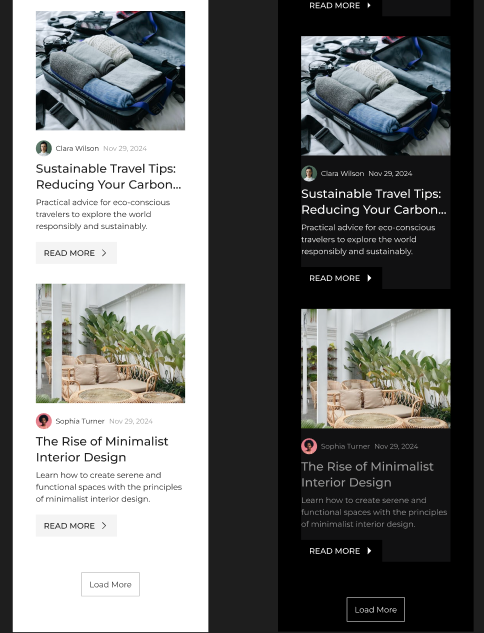 Clara Wilson Nov 29, 2024
Sustainable Travel Tips:
Reducing Your Carbon...
Practical advice for eco-conscious
travelers to explore the world
responsibly and sustainably.
READ MORE
Sophia Turner Nov 29, 2024
The Rise of Minimalist
Interior Design
Learn how to create serene and
functional spaces with the principles
of minimalist interior design.
READ MORE
Load More
READ MORE
Clara Wilson Nov 29, 2024
Sustainable Travel Tips:
Reducing Your Carbon...
Practical advice for eco-conscious
travelers to explore the world
responsibly and sustainably.
READ MORE
Sophia Turner Nov 29, 2024
The Rise of Minimalist
Interior Design
Learn how to create serene and
functional spaces with the principles
of minimalist interior design.
READ MORE
Load More